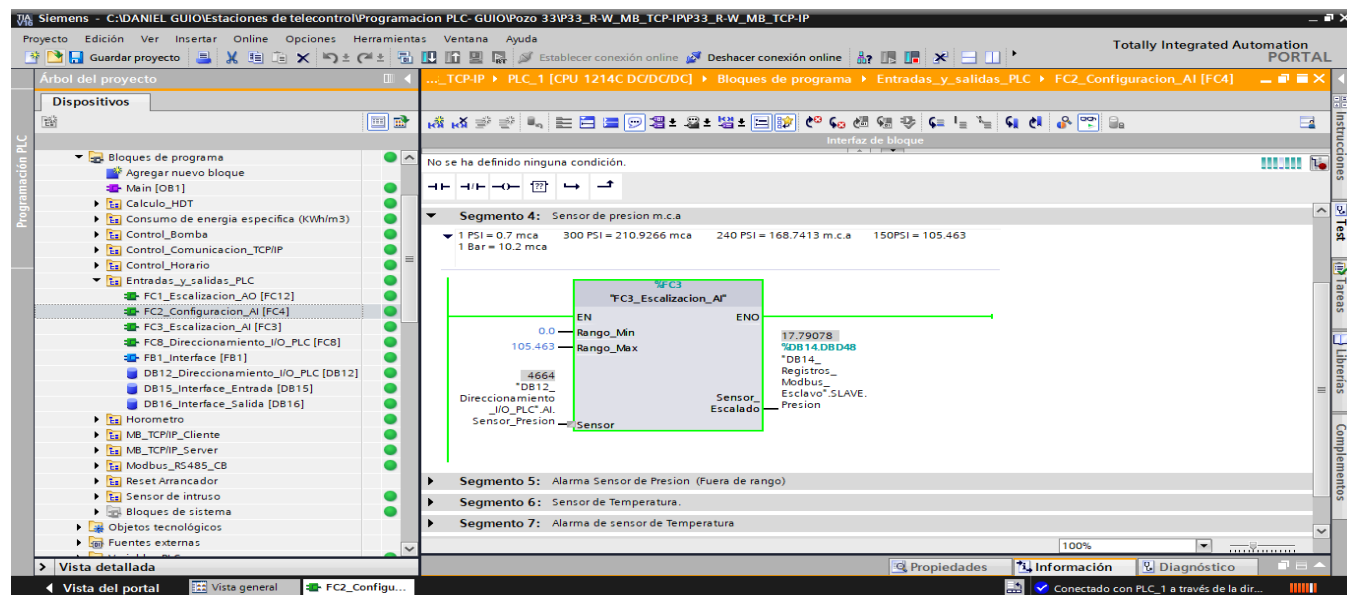 Siemens - C:\DANIEL GUIO\Estaciones de telecontrol\Programacion PLC- GUIO\Pozo 33\P33_R-W_MB_TCP-IP\P33_R-W_MB_TCP-IP
Proyecto Edición Ver Insertar Online Opciones Herramientas Ventana Ayuda
Totally Integrated Automation
PORTAL
Guardar proyecto Establecer conexión online Deshacer conexión online
Árbol del proyecto
..._TCP-IP PLC_1 [CPU 1214C DC/DC/DC] Bloques de programa Entradas_y_salidas_PLC FC2_Configuracion_AI [FC4]
Dispositivos
Programación PLC
Bloques de programa
Agregar nuevo bloque
Main [OB1]
Calculo_HDT
Consumo de energia especifica (KWh/m3)
Control_Bomba
Control_Comunicacion_TCP/IP
Control_Horario
Entradas_y_salidas_PLC
FC1_Escalizacion_AO [FC12]
FC2_Configuracion_AI [FC4]
FC3_Escalizacion_AI [FC3]
FC8_Direccionamiento_I/O_PLC [FC8]
FB1_Interface [FB1]
DB12_Direccionamiento_I/O_PLC [DB12]
DB15_Interface_Entrada [DB15]
DB16_Interface_Salida [DB16]
Horometro
MB_TCP/IP_Cliente
MB_TCP/IP_Server
Modbus_RS485_CB
Reset Arrancador
Sensor de intruso
Bloques de sistema
Objetos tecnológicos
Fuentes externas
Vista detallada
Interfaz de bloque
No se ha definido ninguna condición.
??
Segmento 4: Sensor de presion m.c.a
1 PSI = 0.7 mca 300 PSI = 210.9266 mca 240 PSI = 168.7413 m.c.a 150PSI = 105.463
1 Bar = 10.2 mca
%FC3
"FC3_Escalizacion_AI"
EN ENO
0.0 Rango_Min
105.463 Rango_Max
4664
"DB12_
Direccionamiento
_I/O_PLC".AI.
Sensor_Presion
Sensor
Sensor_
Escalado
17.79078
%DB14.DBD48
"DB14_
Registros_
Modbus_
Esclavo".SLAVE.
Presion
Segmento 5: Alarma Sensor de Presion (Fuera de rango)
Segmento 6: Sensor de Temperatura.
Segmento 7: Alarma de sensor de Temperatura
100%
Propiedades Información Diagnóstico
Instrucciones
Test
Tareas
Librerías
Complementos
Vista del portal Vista general FC2_Configu... Conectado con PLC_1 a través de la dir...